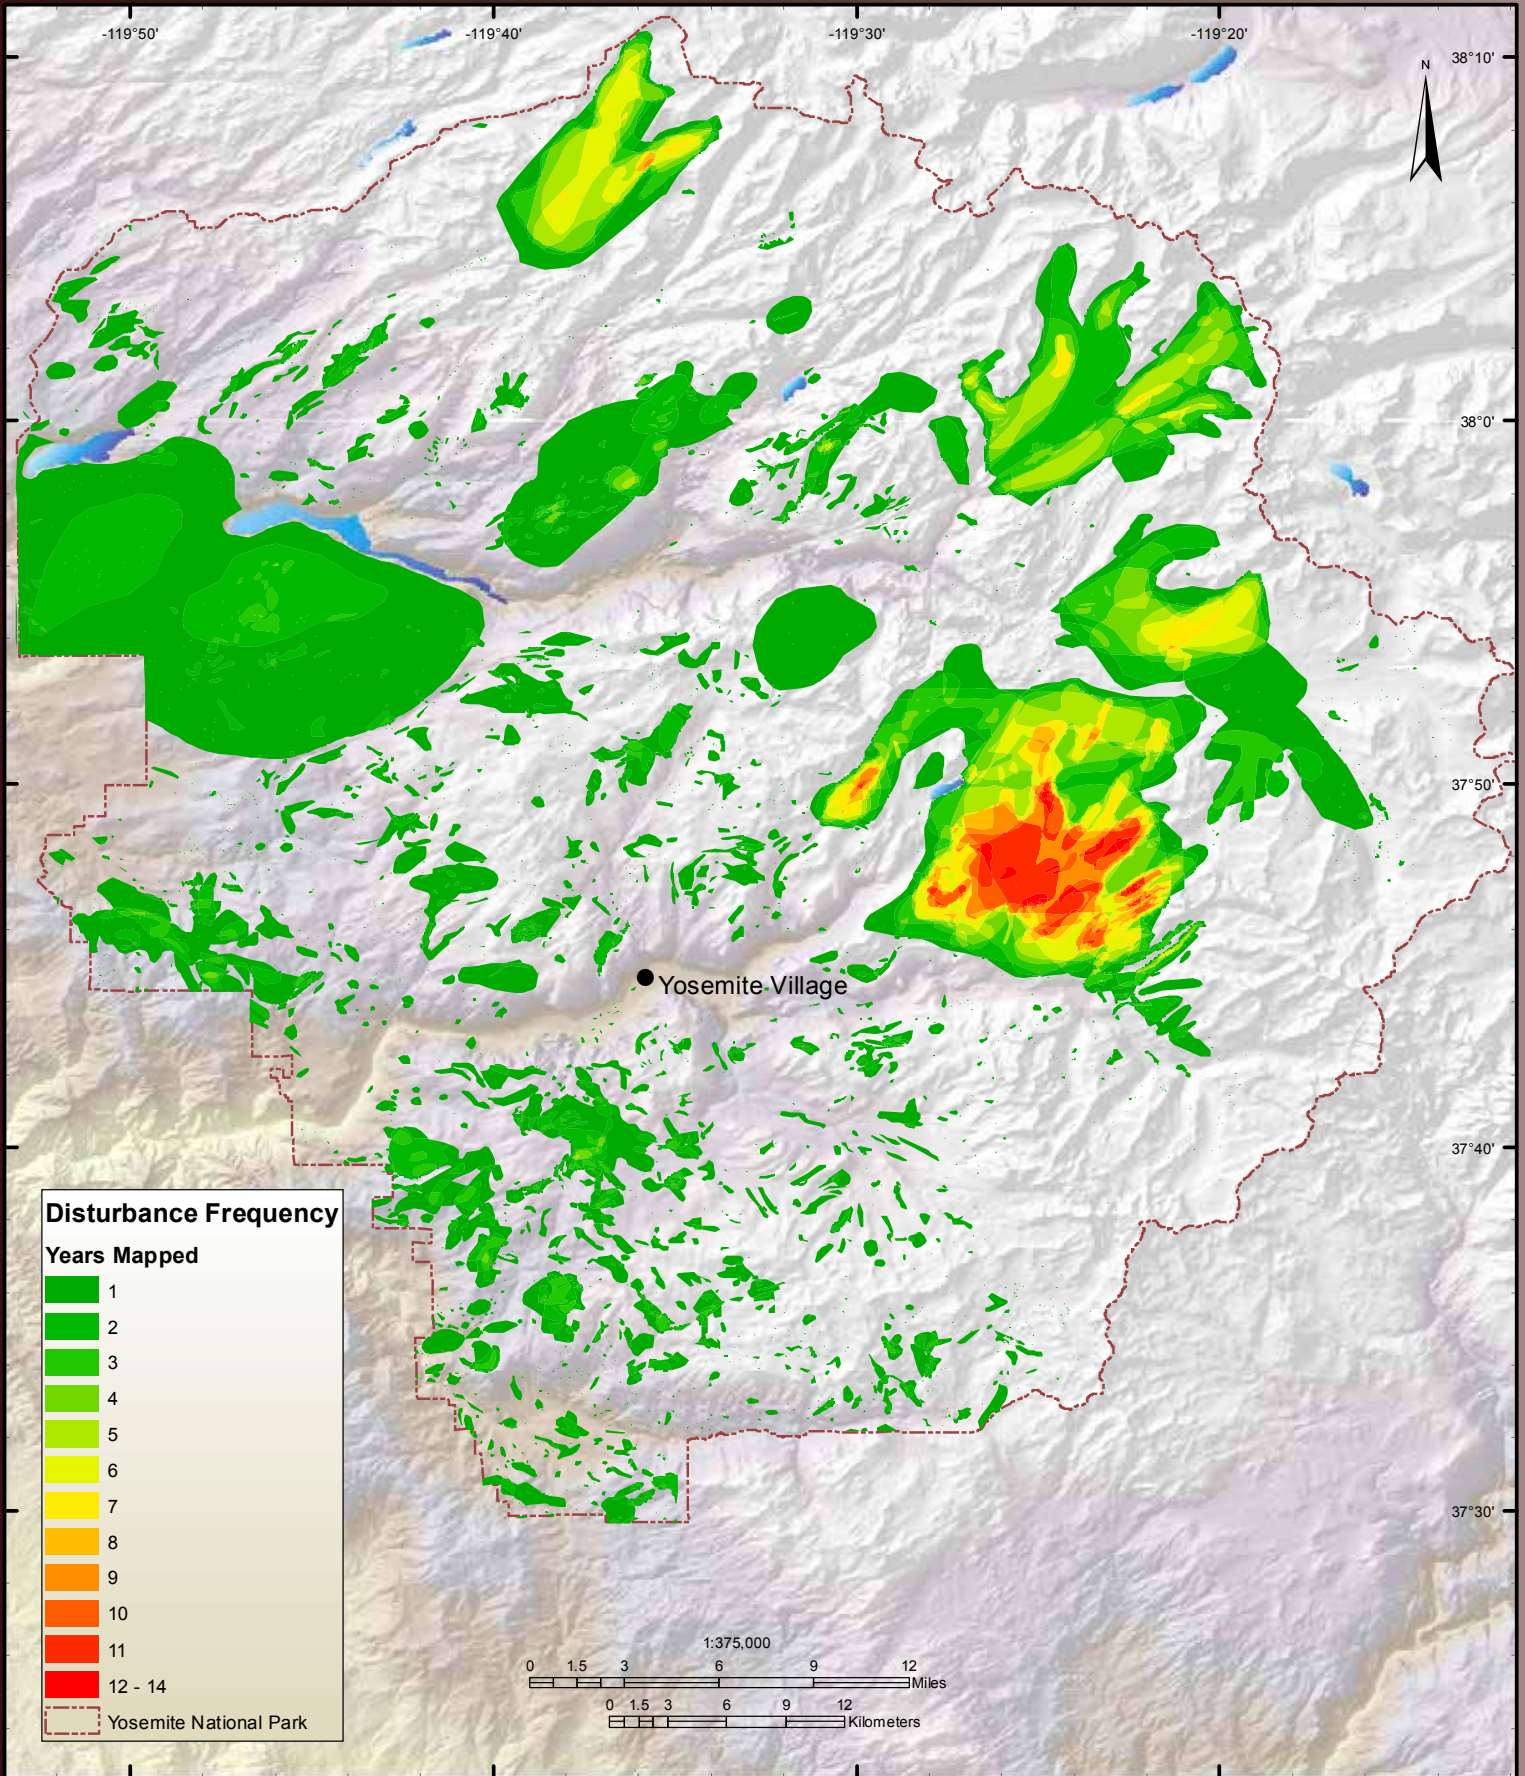 -119°50'
-119°40'
-119°30'
-119°20'
38°10'
N
38°0'
37°50'
Yosemite Village
37°40'
Disturbance Frequency
Years Mapped
1
2
3
4
5
6
7
8
9
10
11
12 - 14
Yosemite National Park
37°30'
1:375,000
0 1.5 3 6 9 12
Miles
0 1.5 3 6 9 12
Kilometers